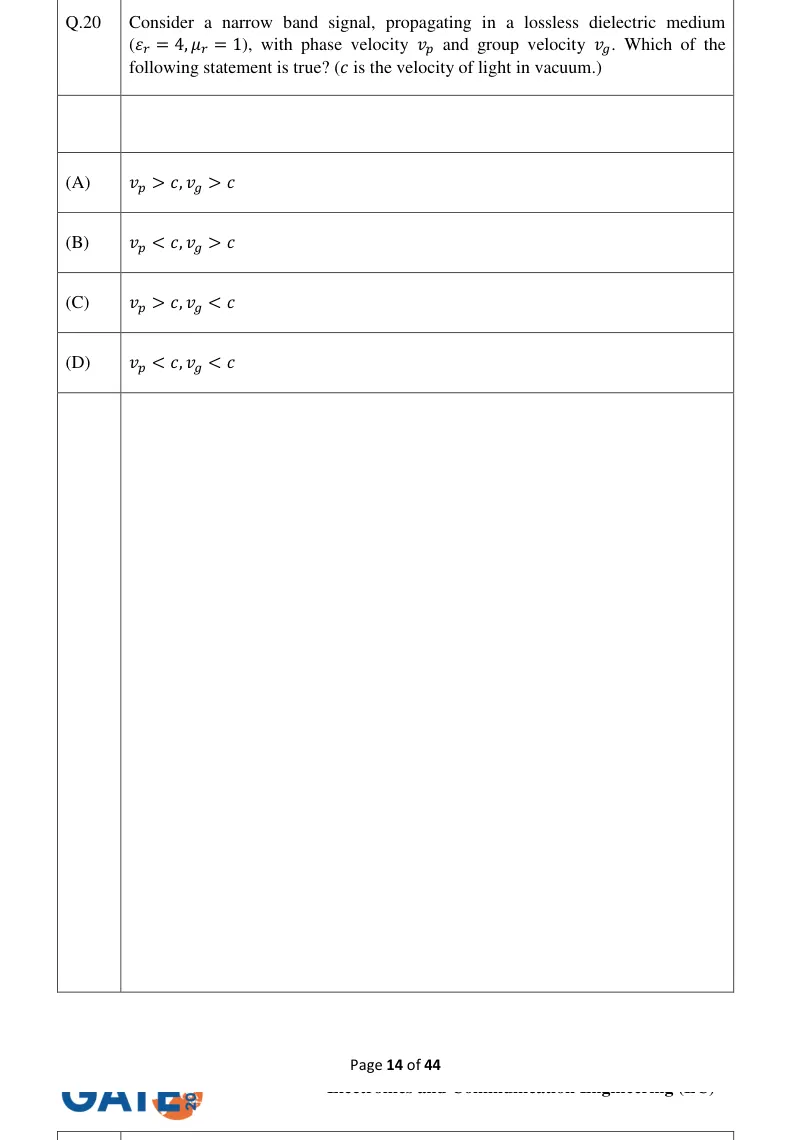 Q.20 Consider a narrow band signal, propagating in a lossless dielectric medium
(𝜀𝑟 = 4, 𝜇𝑟 = 1), with phase velocity 𝑣𝑝 and group velocity 𝑣𝑔. Which of the
following statement is true? (𝑐 is the velocity of light in vacuum.)
(A) 𝑣𝑝 > 𝑐, 𝑣𝑔 > 𝑐
(B) 𝑣𝑝 < 𝑐, 𝑣𝑔 > 𝑐
(C) 𝑣𝑝 > 𝑐, 𝑣𝑔 < 𝑐
(D) 𝑣𝑝 < 𝑐, 𝑣𝑔 < 𝑐
Page 14 of 44
GATE 20